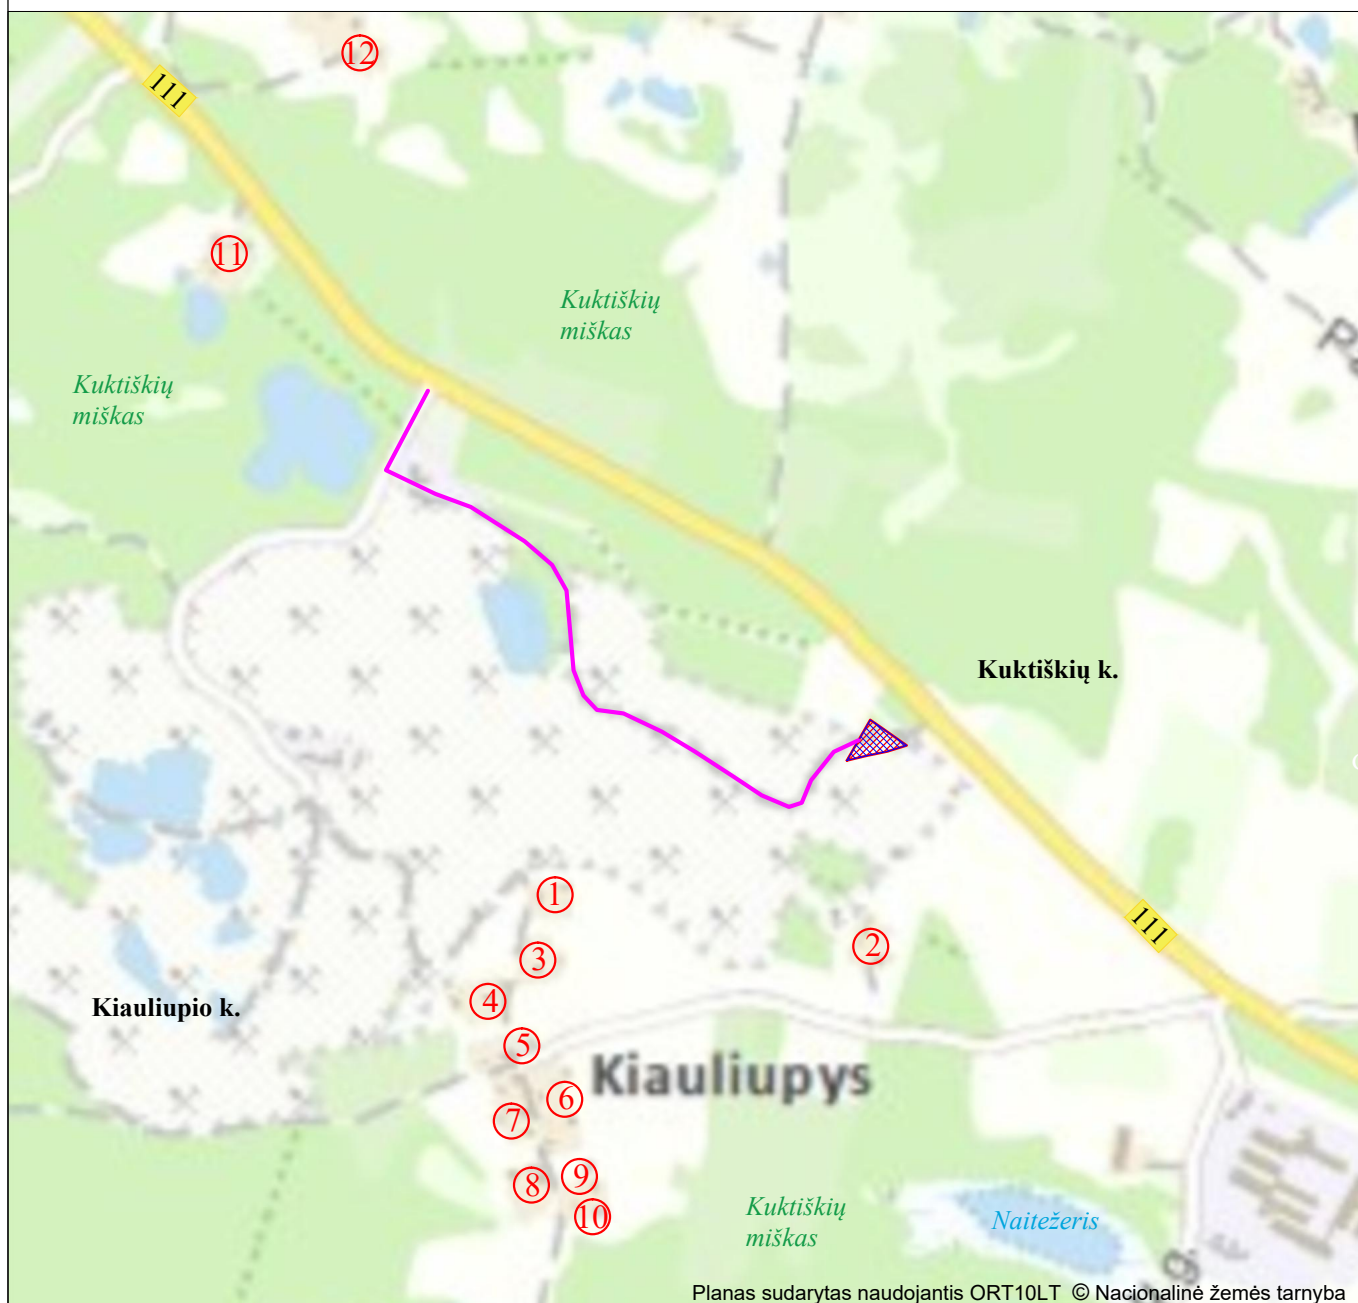 12
111
11
Kuktiškių
miškas
Kuktiškių
miškas
Kuktiškių k.
1
2
111
3
4
Kiauliupio k.
5
Kiauliupys
6
7
8
9
10
Kuktiškių
miškas
Naitežeris
Planas sudarytas naudojantis ORT10LT © Nacionalinė žemės tarnyba